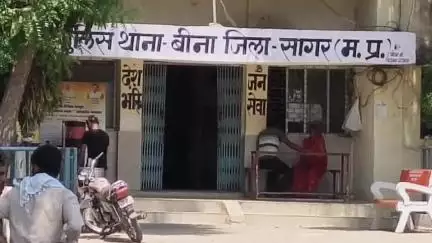 पुलिस थाना - बीना जिला - सागर (म.प्र.)
देश
भक्ति
जन
सेवा